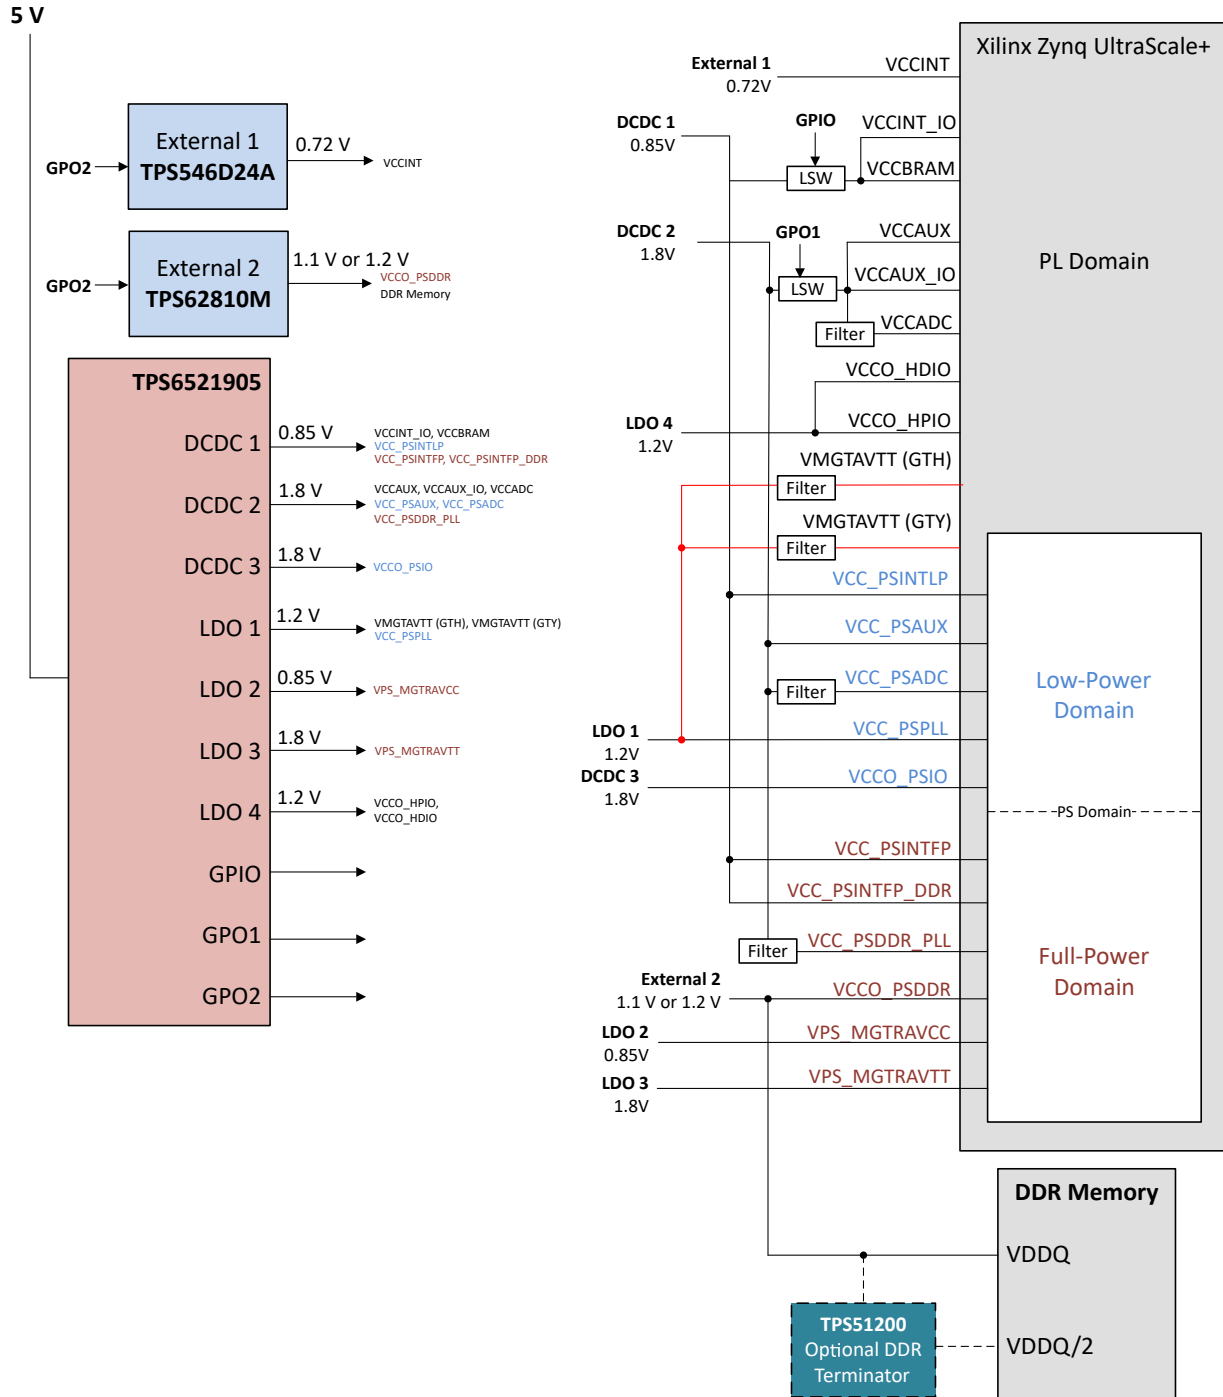 5 V
External 1
TPS546D24A
GPO2
0.72 V
VCCINT
External 2
TPS62810M
GPO2
1.1 V or 1.2 V
VCCO_PSDDR
DDR Memory
TPS6521905
DCDC 1
0.85 V
VCCINT_IO, VCCBRAM
VCC_PSINTLP
VCC_PSINTFP, VCC_PSINTFP_DDR
DCDC 2
1.8 V
VCCAUX, VCCAUX_IO, VCCADC
VCC_PSAUX, VCC_PSADC
VCC_PSDDR_PLL
DCDC 3
1.8 V
VCCO_PSIO
LDO 1
1.2 V
VMGTAVTT (GTH), VMGTAVTT (GTY)
VCC_PSPLL
LDO 2
0.85 V
VPS_MGTRAVCC
LDO 3
1.8 V
VPS_MGTRAVTT
LDO 4
1.2 V
VCCO_HPIO,
VCCO_HDIO
GPIO
GPO1
GPO2
Xilinx Zynq UltraScale+
External 1
0.72V
VCCINT
DCDC 1
0.85V
GPIO
LSW
VCCINT_IO
VCCBRAM
DCDC 2
1.8V
GPO1
LSW
VCCAUX
VCCAUX_IO
Filter
VCCADC
PL Domain
VCCO_HDIO
LDO 4
1.2V
VCCO_HPIO
VMGTAVTT (GTH)
Filter
VMGTAVTT (GTY)
Filter
VCC_PSINTLP
VCC_PSAUX
Filter
VCC_PSADC
Low-Power
Domain
LDO 1
1.2V
VCC_PSPLL
DCDC 3
1.8V
VCCO_PSIO
PS Domain
VCC_PSINTFP
VCC_PSINTFP_DDR
Filter
VCC_PSDDR_PLL
Full-Power
Domain
External 2
1.1 V or 1.2 V
VCCO_PSDDR
LDO 2
0.85V
VPS_MGTRAVCC
LDO 3
1.8V
VPS_MGTRAVTT
DDR Memory
VDDQ
TPS51200
Optional DDR
Terminator
VDDQ/2